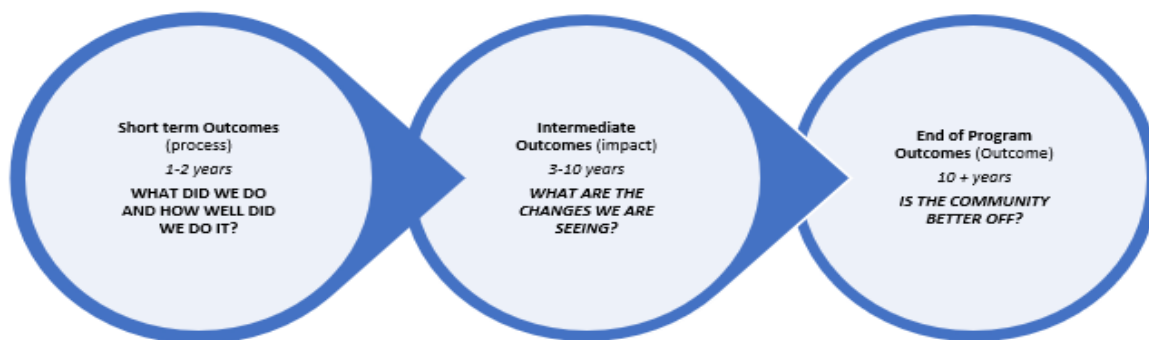 Short term Outcomes
(process)
1-2 years
WHAT DID WE DO
AND HOW WELL DID
WE DO IT?
Intermediate
Outcomes (impact)
3-10 years
WHAT ARE THE
CHANGES WE ARE
SEEING?
End of Program
Outcomes (Outcome)
10 + years
IS THE COMMUNITY
BETTER OFF?